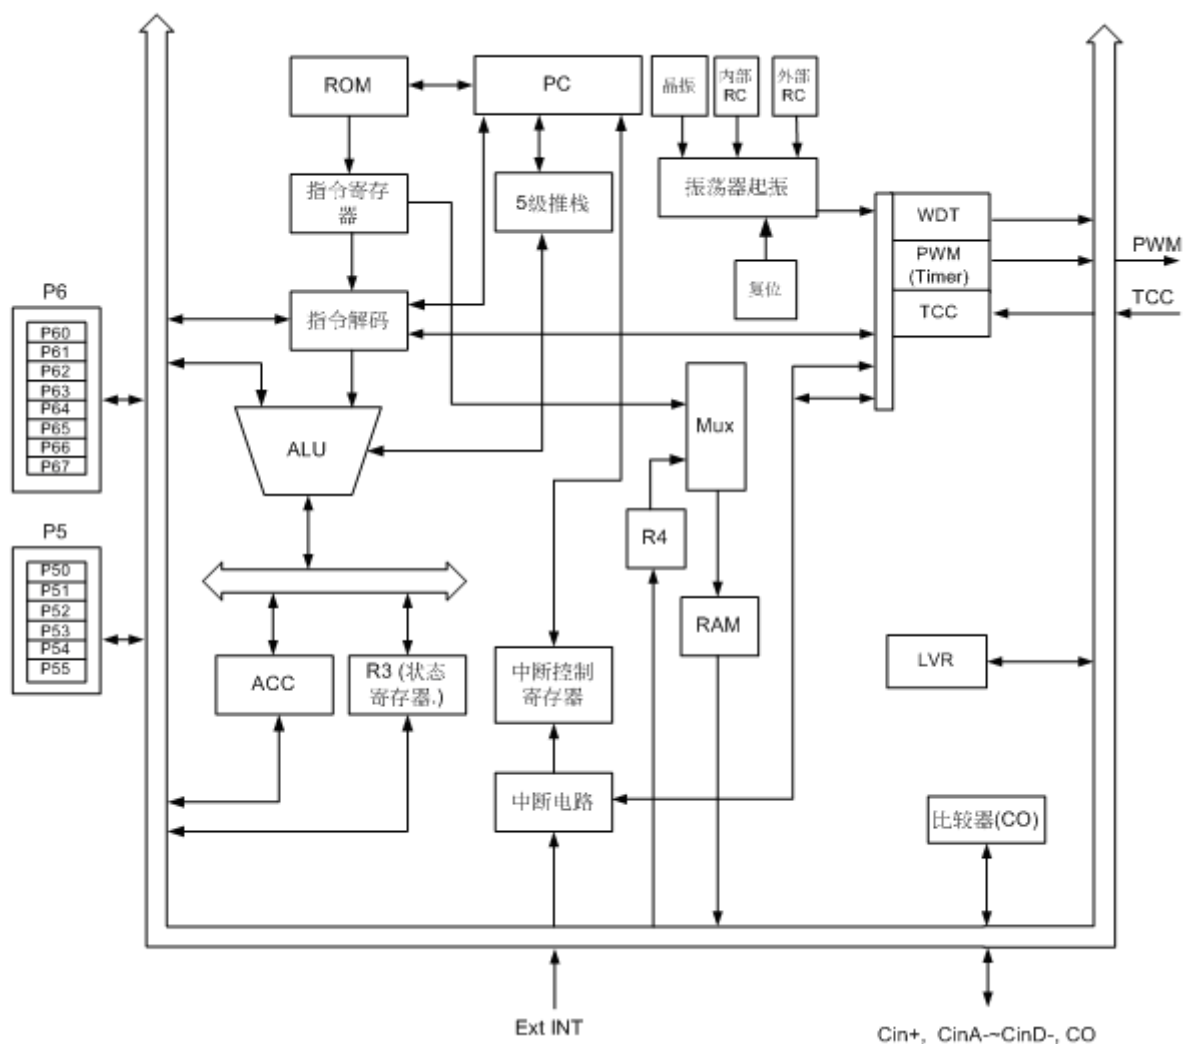 ROM
PC
晶振
内部
RC
外部
RC
指令寄存
器
5级推栈
振荡器起振
WDT
PWM
(Timer)
TCC
PWM
TCC
复位
指令解码
P6
P60
P61
P62
P63
P64
P65
P66
P67
ALU
Mux
P5
P50
P51
P52
P53
P54
P55
R4
RAM
ACC
R3 (状态
寄存器.)
中断控制
寄存器
LVR
中断电路
比较器(CO)
Ext INT
Cin+, CinA-~CinD-, CO